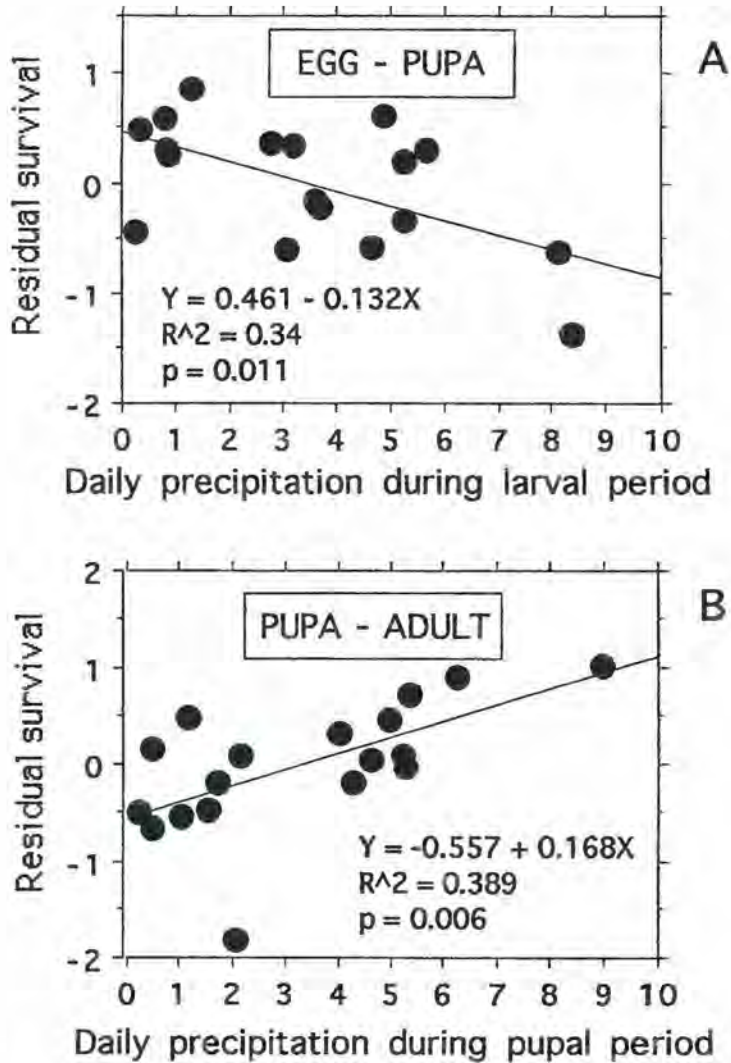 EGG - PUPA
A
Residual survival
1
0
-1
-2
Y = 0.461 - 0.132X
R^2 = 0.34
p = 0.011
0 1 2 3 4 5 6 7 8 9 10
Daily precipitation during larval period
B
PUPA - ADULT
Residual survival
2
1
0
-1
-2
Y = -0.557 + 0.168X
R^2 = 0.389
p = 0.006
0 1 2 3 4 5 6 7 8 9 10
Daily precipitation during pupal period